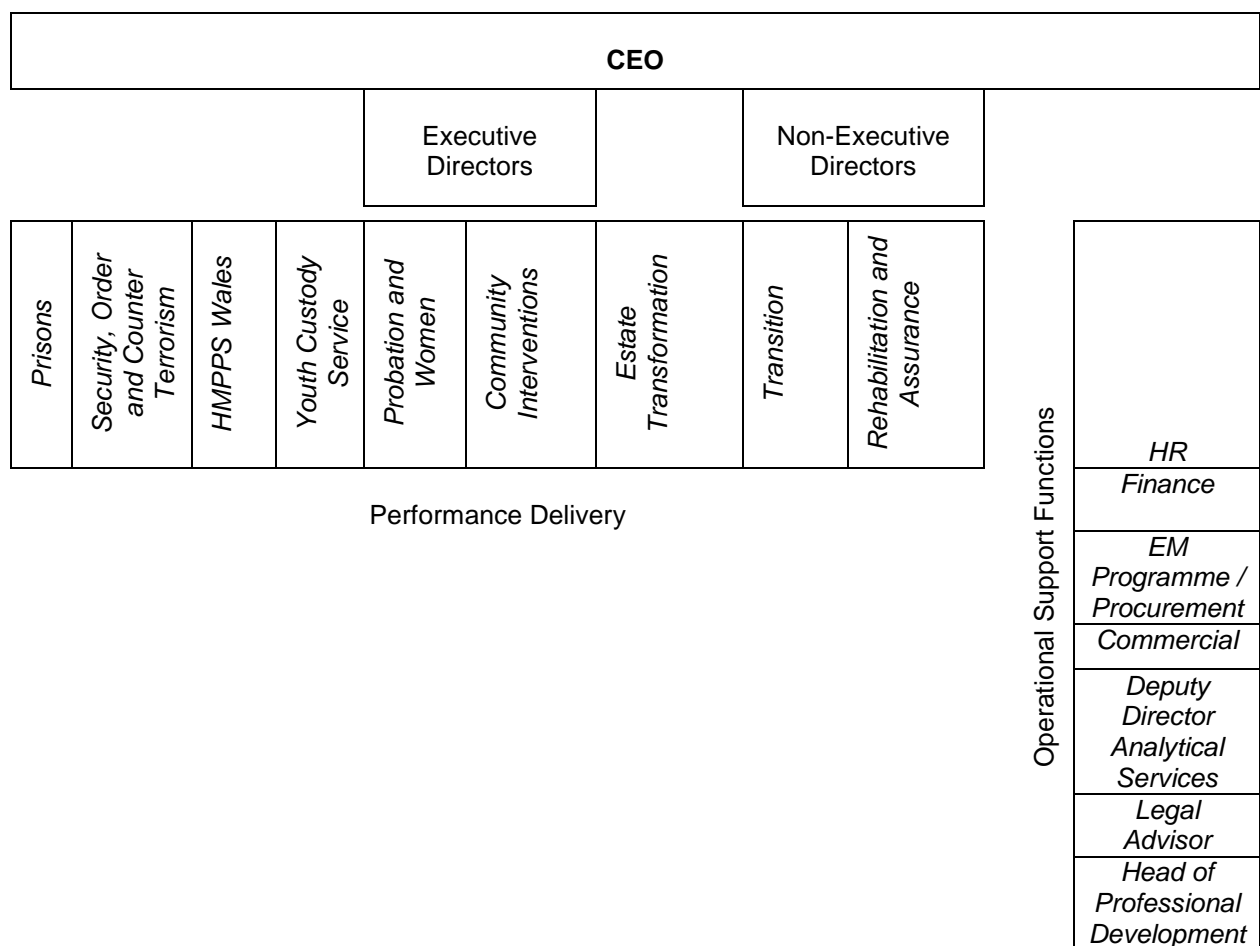 CEO
Executive
Directors
Non-Executive
Directors
Prisons
Security, Order
and Counter
Terrorism
HMPPS Wales
Youth Custody
Service
Probation and
Women
Community
Interventions
Estate
Transformation
Transition
Rehabilitation and
Assurance
Performance Delivery
Operational Support Functions
HR
Finance
EM
Programme /
Procurement
Commercial
Deputy
Director
Analytical
Services
Legal
Advisor
Head of
Professional
Development